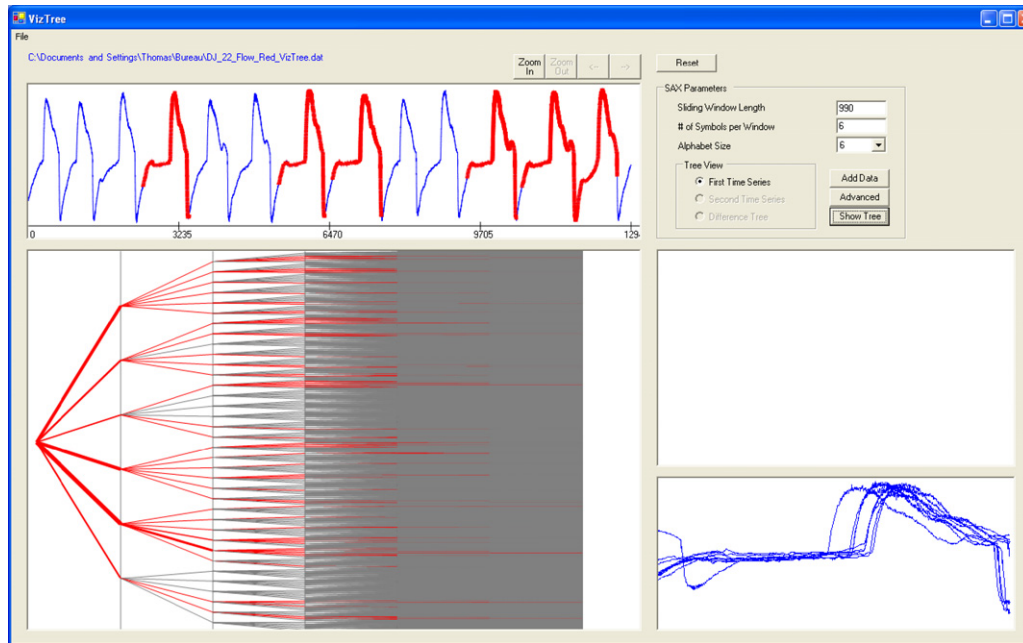 VizTree
File
C:\Documents and Settings\Thomas\Bureau\DJ_22_Flow_Red_VizTree.dat
Zoom In
Zoom Out
<--
-->
Reset
SAX Parameters
Sliding Window Length 990
# of Symbols per Window 6
Alphabet Size 6
Tree View
First Time Series
Second Time Series
Difference Tree
Add Data
Advanced
Show Tree
0 3235 6470 9705 1294